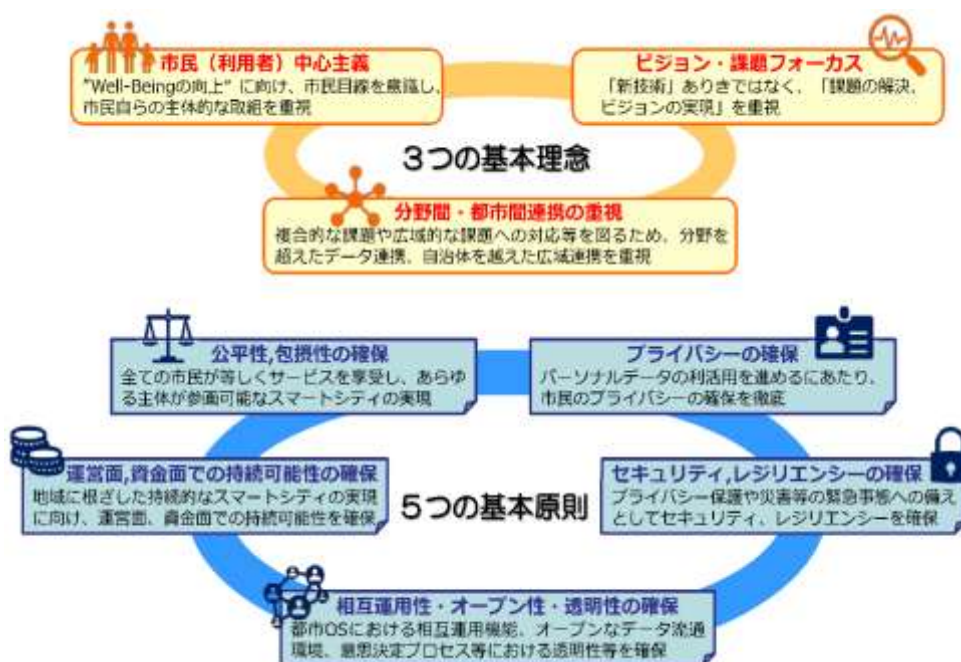 市民（利用者）中心主義
"Well-Beingの向上" に向け、市民目線を意識し、
市民自らの主体的な取組を重視
ビジョン・課題フォーカス
「新技術」ありきではなく、「課題の解決、
ビジョンの実現」を重視
３つの基本理念
分野間・都市間連携の重視
複合的な課題や広域的な課題への対応等を図るため、分野を
超えたデータ連携、自治体を越えた広域連携を重視
公平性,包摂性の確保
全ての市民が等しくサービスを享受し、あらゆ
る主体が参画可能なスマートシティの実現
プライバシーの確保
パーソナルデータの利活用を進めるにあたり、
市民のプライバシーの確保を徹底
運営面,資金面での持続可能性の確保
地域に根ざした持続的なスマートシティの実現
に向け、運営面、資金面での持続可能性を確保
セキュリティ,レジリエンシーの確保
プライバシー保護や災害等の緊急事態への備え
としてセキュリティ、レジリエンシーを確保
５つの基本原則
相互運用性・オープン性・透明性の確保
都市OSにおける相互運用機能、オープンなデータ流通
環境、意思決定プロセス等における透明性等を確保